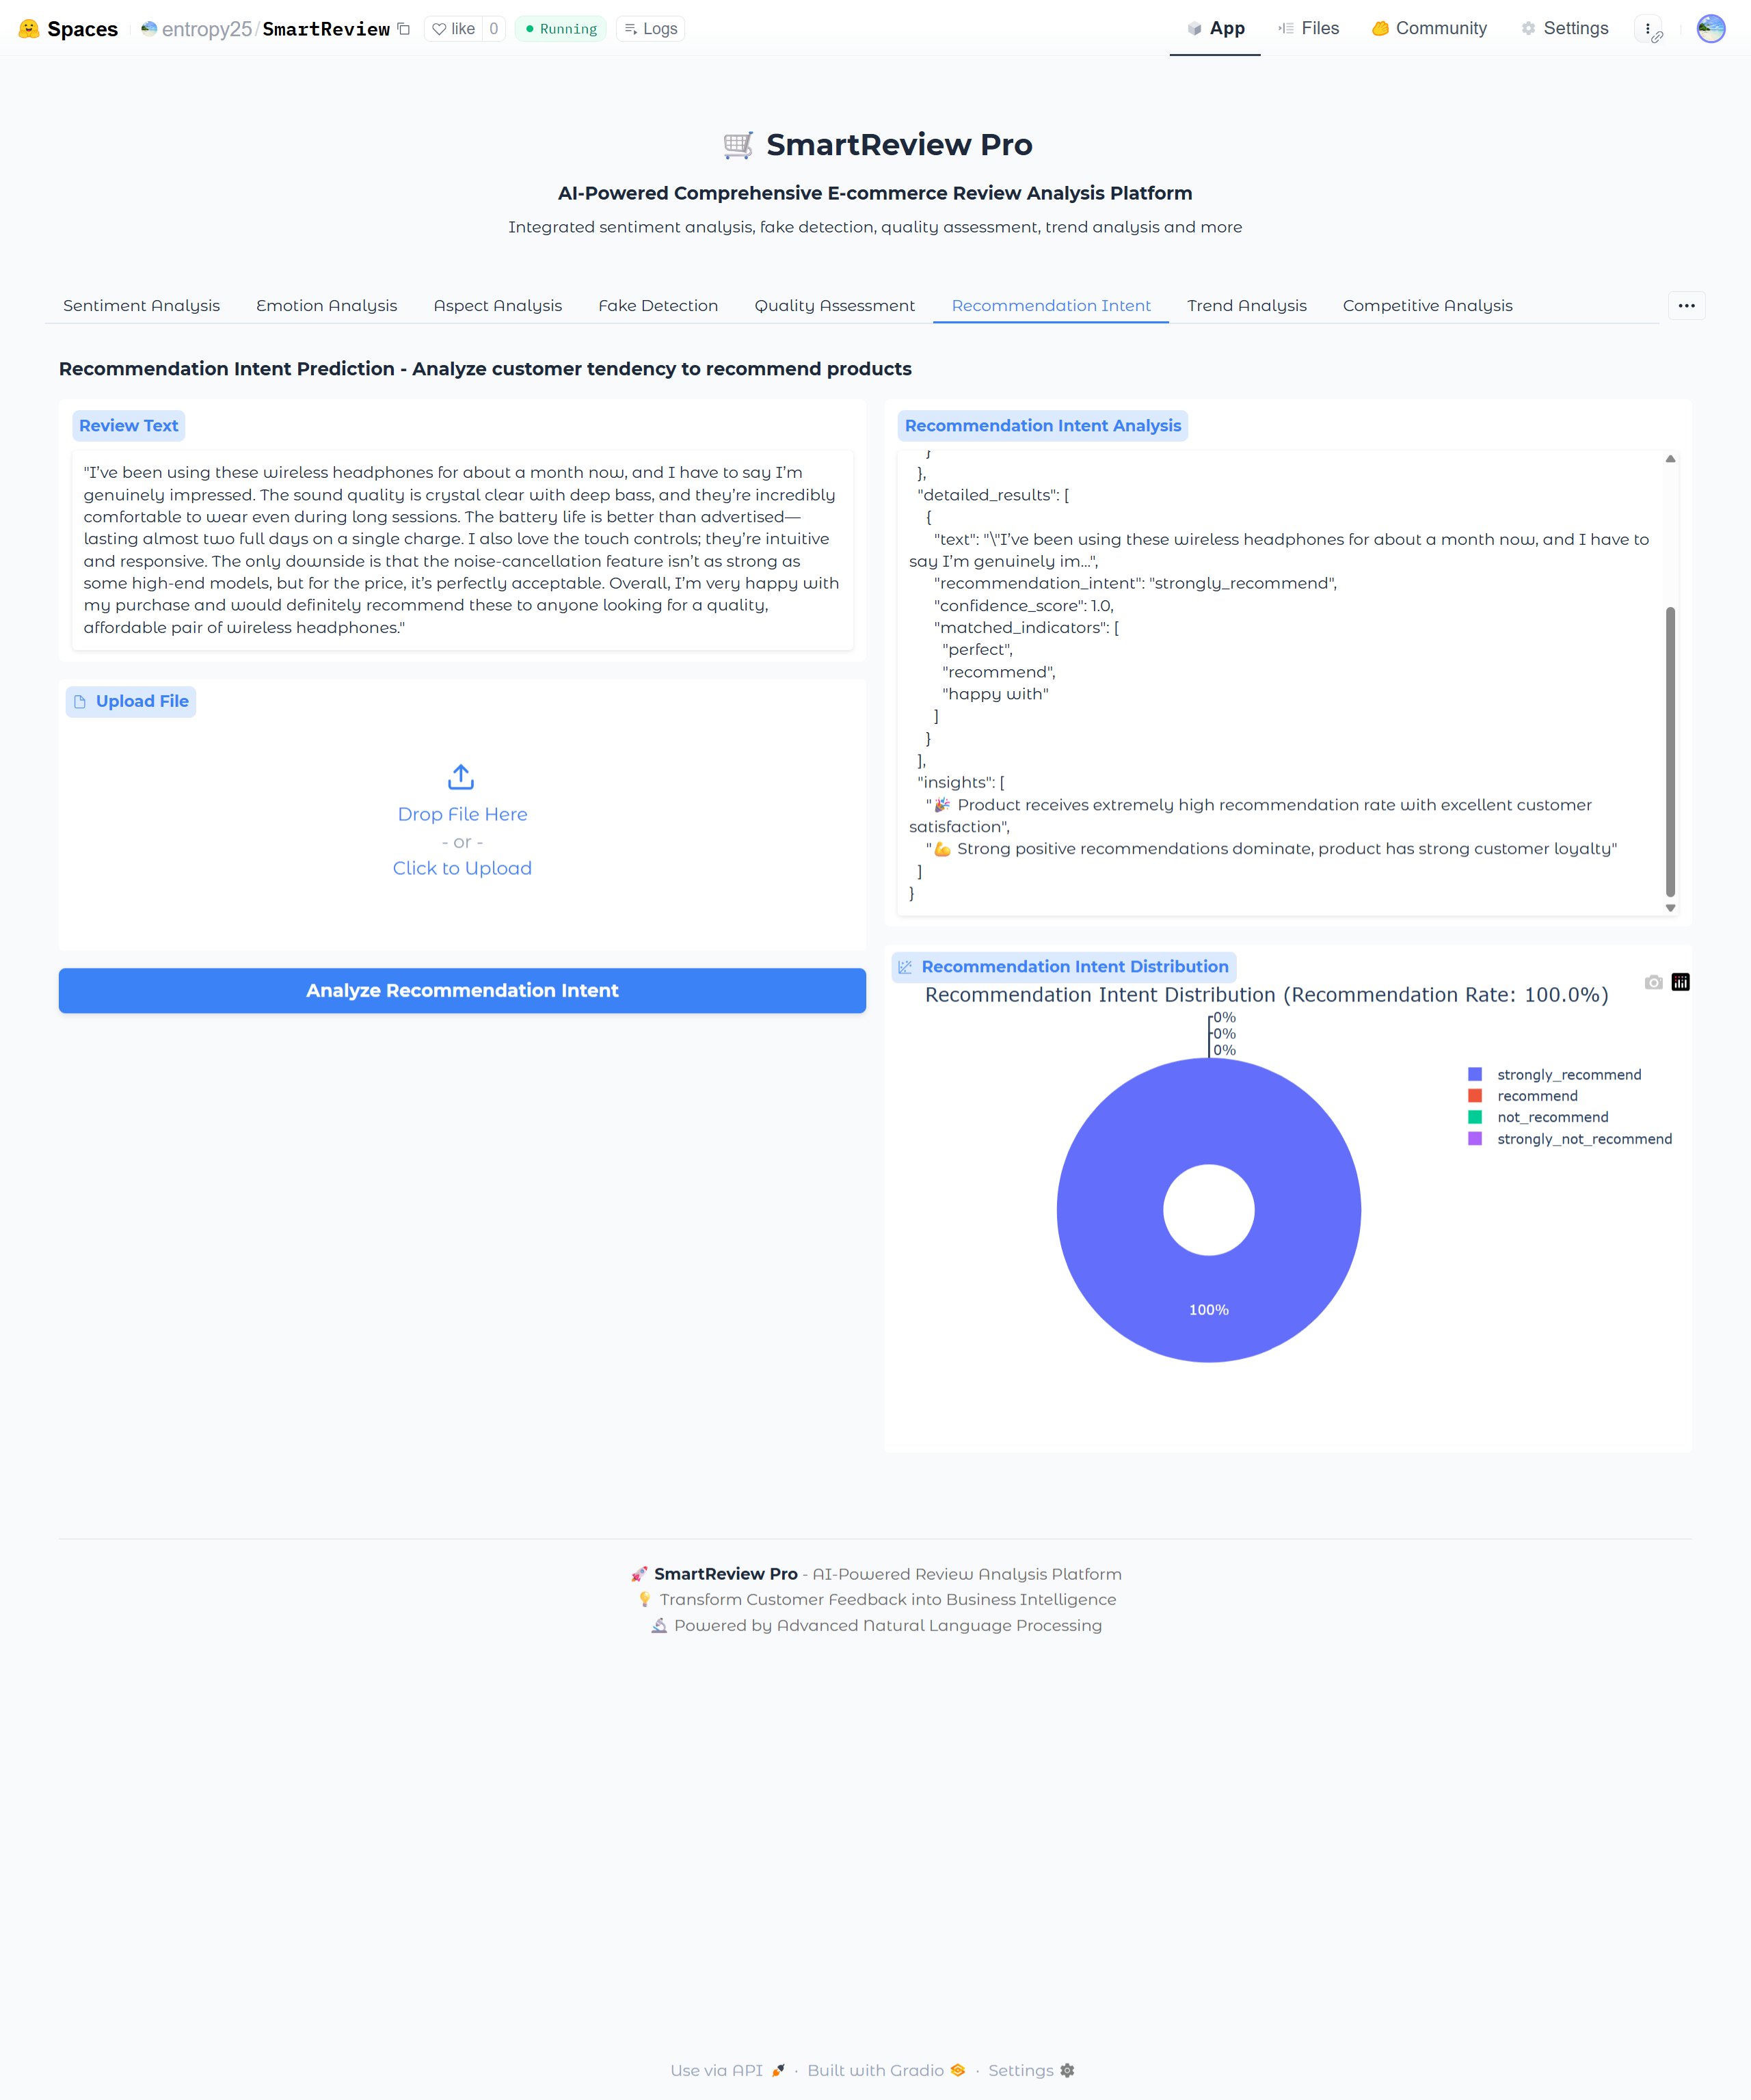 Spaces entropy25/SmartReview like 0 Running Logs App Files Community Settings
SmartReview Pro
AI-Powered Comprehensive E-commerce Review Analysis Platform
Integrated sentiment analysis, fake detection, quality assessment, trend analysis and more
Sentiment Analysis Emotion Analysis Aspect Analysis Fake Detection Quality Assessment Recommendation Intent Trend Analysis Competitive Analysis
Recommendation Intent Prediction - Analyze customer tendency to recommend products
Review Text
"I’ve been using these wireless headphones for about a month now, and I have to say I’m
genuinely impressed. The sound quality is crystal clear with deep bass, and they’re incredibly
comfortable to wear even during long sessions. The battery life is better than advertised—
lasting almost two full days on a single charge. I also love the touch controls; they’re intuitive
and responsive. The only downside is that the noise-cancellation feature isn’t as strong as
some high-end models, but for the price, it’s perfectly acceptable. Overall, I’m very happy with
my purchase and would definitely recommend these to anyone looking for a quality,
affordable pair of wireless headphones."
Upload File
Drop File Here
- or -
Click to Upload
Analyze Recommendation Intent
Recommendation Intent Analysis
}
},
"detailed_results": [
{
"text": "\"I’ve been using these wireless headphones for about a month now, and I have to
say I’m genuinely im...",
"recommendation_intent": "strongly_recommend",
"confidence_score": 1.0,
"matched_indicators": [
"perfect",
"recommend",
"happy with"
]
}
],
"insights": [
"🎉 Product receives extremely high recommendation rate with excellent customer
satisfaction",
"💪 Strong positive recommendations dominate, product has strong customer loyalty"
]
}
Recommendation Intent Distribution
Recommendation Intent Distribution (Recommendation Rate: 100.0%)
0%
0%
0%
100%
strongly_recommend
recommend
not_recommend
strongly_not_recommend
🚀 SmartReview Pro - AI-Powered Review Analysis Platform
💡 Transform Customer Feedback into Business Intelligence
🔬 Powered by Advanced Natural Language Processing
Use via API · Built with Gradio · Settings